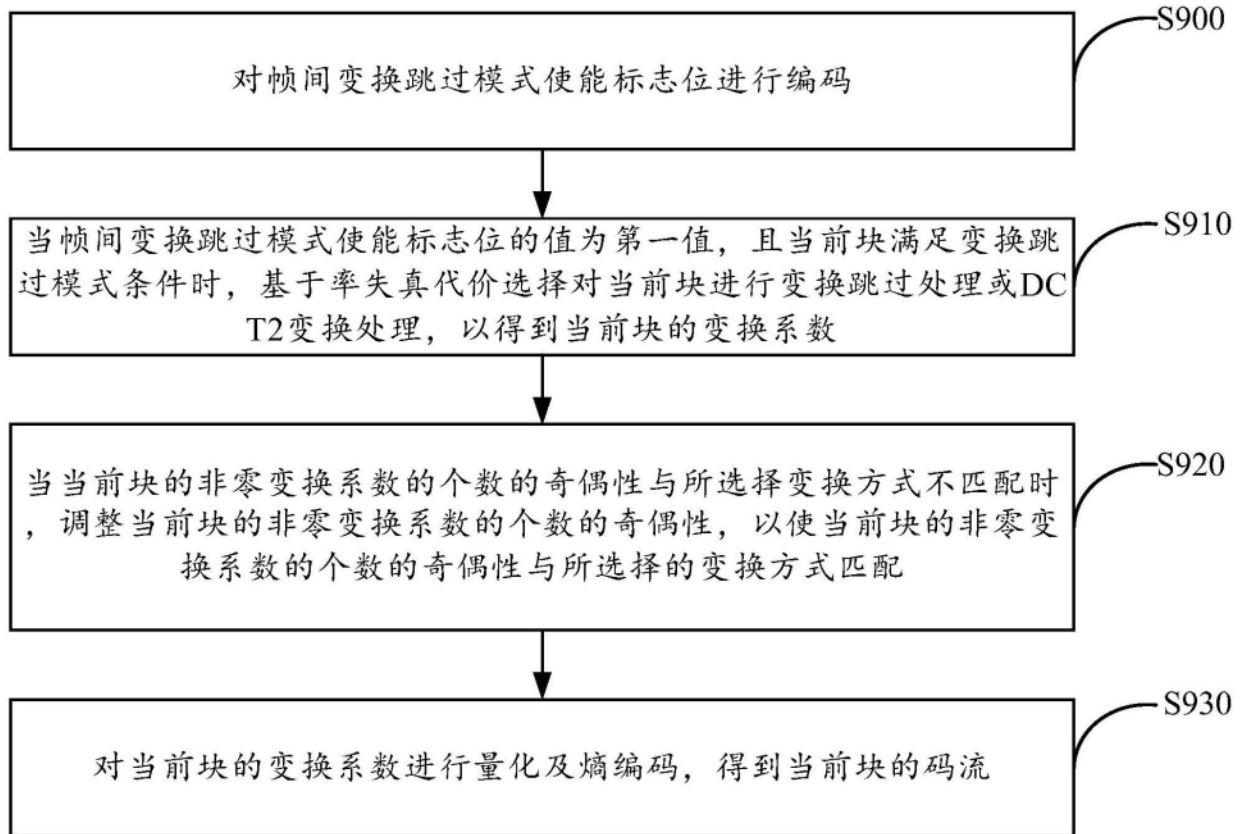 S900
对帧间变换跳过模式使能标志位进行编码
S910
当帧间变换跳过模式使能标志位的值为第一值，且当前块满足变换跳
过模式条件时，基于率失真代价选择对当前块进行变换跳过处理或DC
T2变换处理，以得到当前块的变换系数
S920
当当前块的非零变换系数的个数的奇偶性与所选择变换方式不匹配时
，调整当前块的非零变换系数的个数的奇偶性，以使当前块的非零变
换系数的个数的奇偶性与所选择的变换方式匹配
S930
对当前块的变换系数进行量化及熵编码，得到当前块的码流